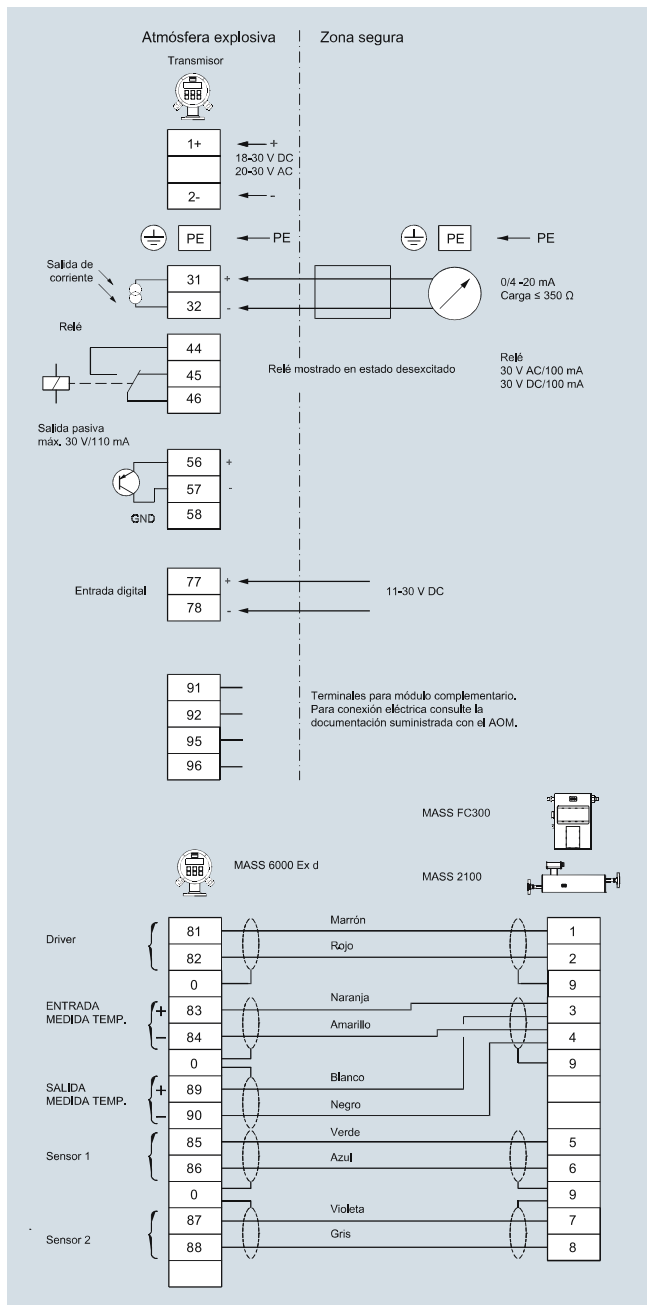 Atmósfera explosiva
Zona segura
Transmisor
1+
+
18-30 V DC
20-30 V AC
2-
-
PE
PE
PE
PE
Salida de
corriente
31
+
32
-
0/4 -20 mA
Carga ≤ 350 Ω
Relé
44
45
46
Relé mostrado en estado desexcitado
Relé
30 V AC/100 mA
30 V DC/100 mA
Salida pasiva
máx. 30 V/110 mA
56
+
57
-
GND
58
Entrada digital
77
+
78
-
11-30 V DC
91
92
95
96
Terminales para módulo complementario.
Para conexión eléctrica consulte la
documentación suministrada con el AOM.
MASS FC300
MASS 6000 Ex d
MASS 2100
Driver
81
Marrón
1
82
Rojo
2
0
9
ENTRADA
MEDIDA TEMP.
+
83
Naranja
3
-
84
Amarillo
4
0
9
SALIDA
MEDIDA TEMP.
+
89
Blanco
-
90
Negro
Sensor 1
85
Verde
5
86
Azul
6
0
9
Sensor 2
87
Violeta
7
88
Gris
8